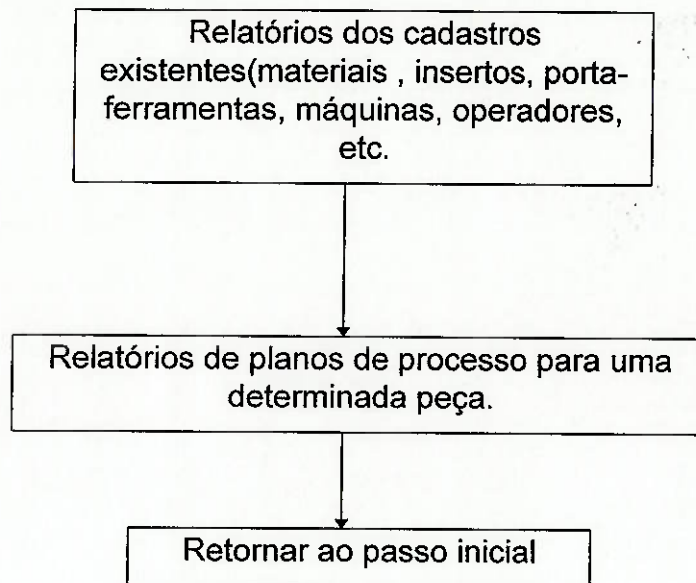 Relatórios dos cadastros
existentes(materiais , insertos, porta-
ferramentas, máquinas, operadores,
etc.
Relatórios de planos de processo para uma
determinada peça.
Retornar ao passo inicial